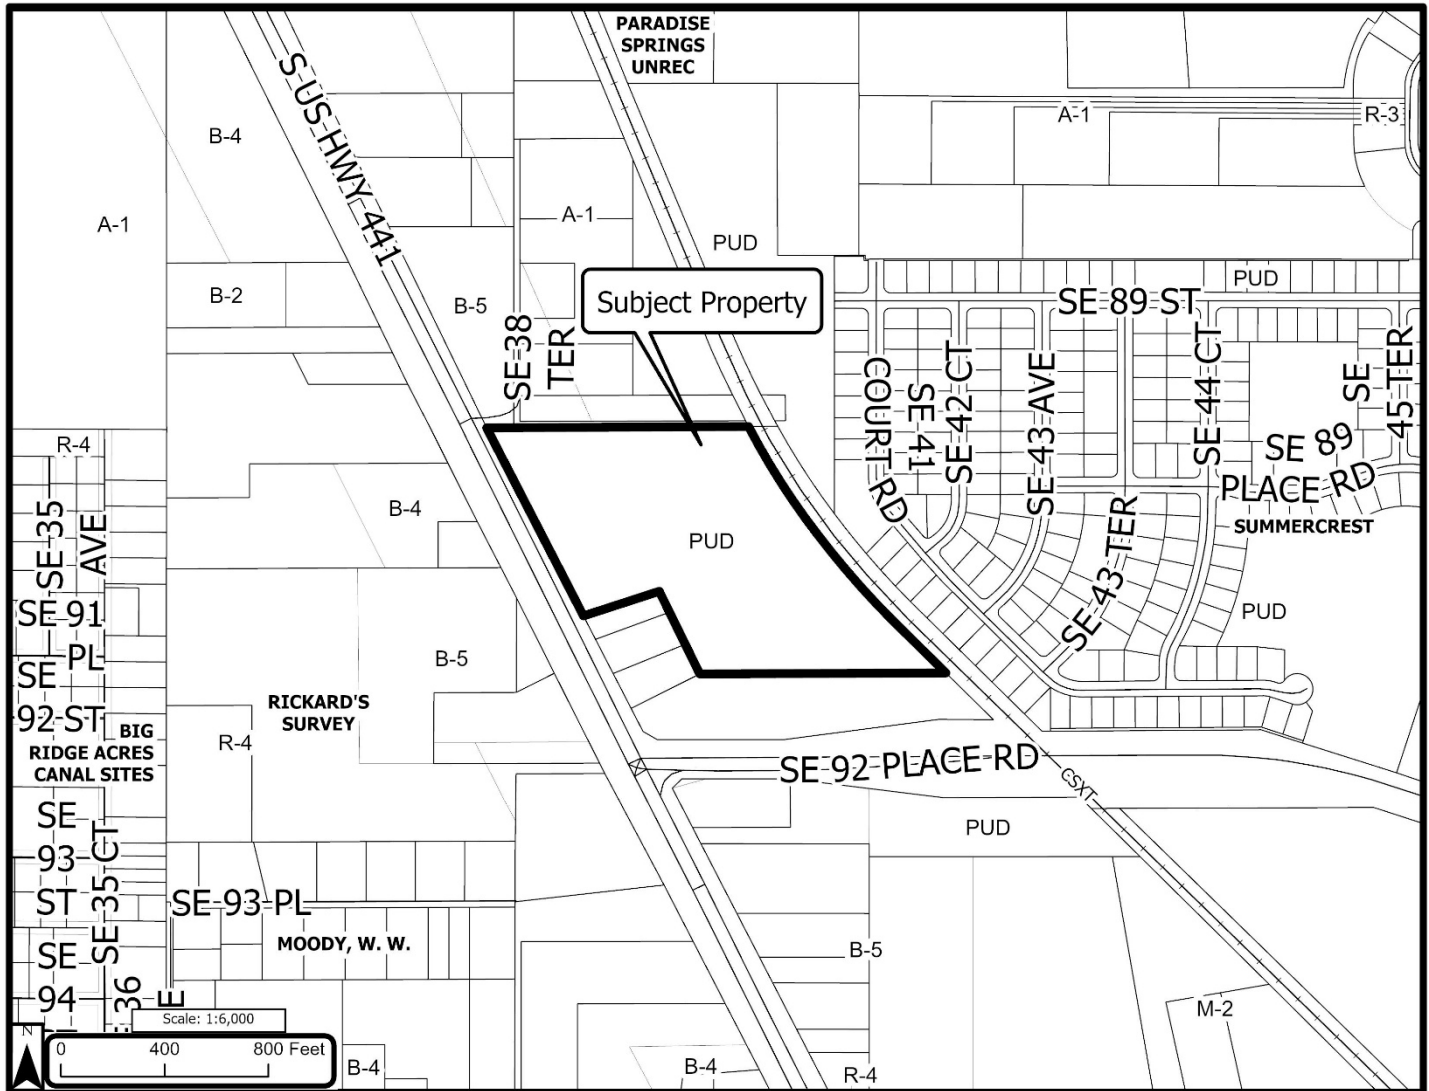 PARADISE
SPRINGS
UNREC
S US HWY 441
B-4
A-1
R-3
A-1
A-1
PUD
B-2
B-5
PUD
Subject Property
SE 89 ST
SE 38
TER
COURT RD
SE 41
SE 42 CT
SE 43 AVE
SE 44 CT
SE
45 TER
SE 89
PLACE RD
SUMMERCREST
R-4
SE 35
AVE
B-4
PUD
SE 43 TER
PUD
SE 91
PL
SE
92 ST
B-5
RICKARD'S
SURVEY
R-4
BIG
RIDGE ACRES
CANAL SITES
SE 92 PLACE RD
CSXT
PUD
SE
93
ST
SE 35 CT
SE 93 PL
MOODY, W. W.
B-5
SE
94
36
E
M-2
Scale: 1:6,000
N
0 400 800 Feet
B-4
B-4
R-4